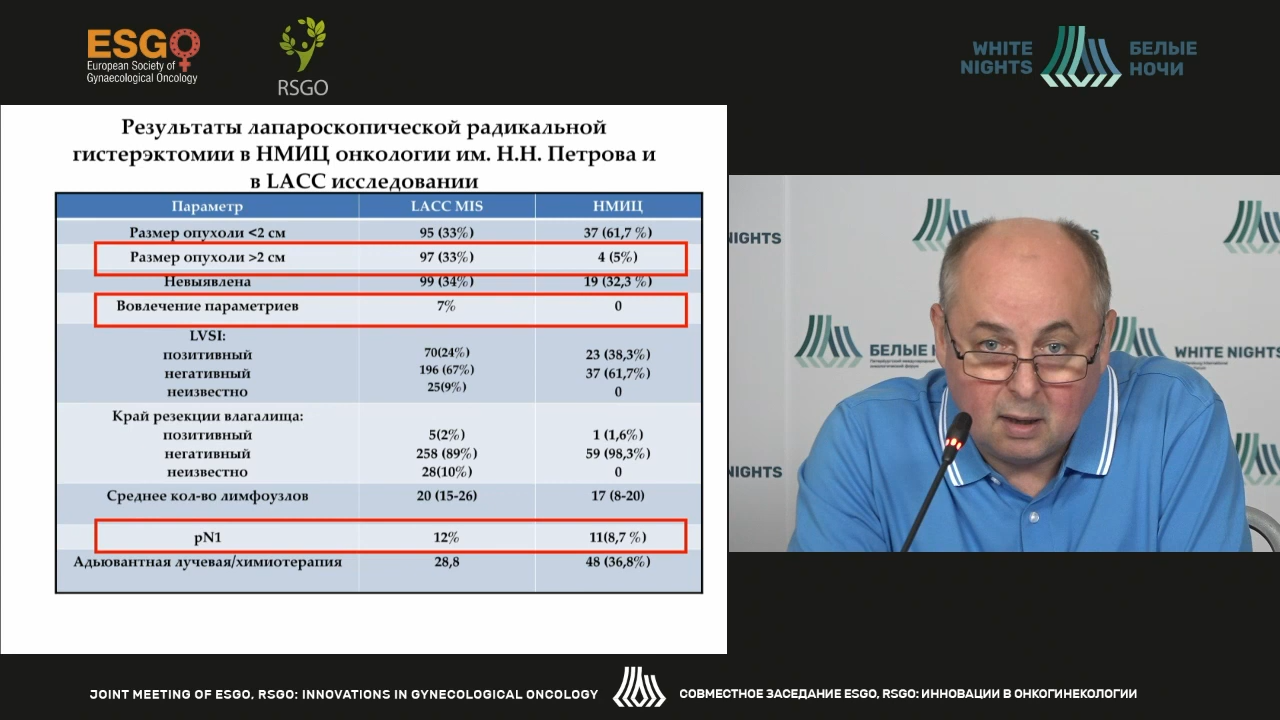 ESGO
European Society of
Gynaecological Oncology
RSGO
WHITE
NIGHTS
БЕЛЫЕ
НОЧИ
Результаты лапароскопической радикальной
гистерэктомии в НМИЦ онкологии им. Н.Н. Петрова и
в LACC исследовании
Параметр LACC MIS НМИЦ
Размер опухоли <2 см 95 (33%) 37 (61,7 %)
Размер опухоли >2 см 97 (33%) 4 (5%)
Невыявлена 99 (34%) 19 (32,3 %)
Вовлечение параметриев 7% 0
LVSI:
позитивный 70(24%) 23 (38,3%)
негативный 196 (67%) 37 (61,7%)
неизвестно 25(9%) 0
Край резекции влагалища:
позитивный 5(2%) 1 (1,6%)
негативный 258 (89%) 59 (98,3%)
неизвестно 28(10%) 0
Среднее кол-во лимфоузлов 20 (15-26) 17 (8-20)
pN1 12% 11(8,7 %)
Адьювантная лучевая/химиотерапия 28,8 48 (36,8%)
NIGHTS
БЕЛЫЕ Н
WHITE NIGHTS
NIGHTS
JOINT MEETING OF ESGO, RSGO: INNOVATIONS IN GYNECOLOGICAL ONCOLOGY
СОВМЕСТНОЕ ЗАСЕДАНИЕ ESGO, RSGO: ИННОВАЦИИ В ОНКОГИНЕКОЛОГИИ